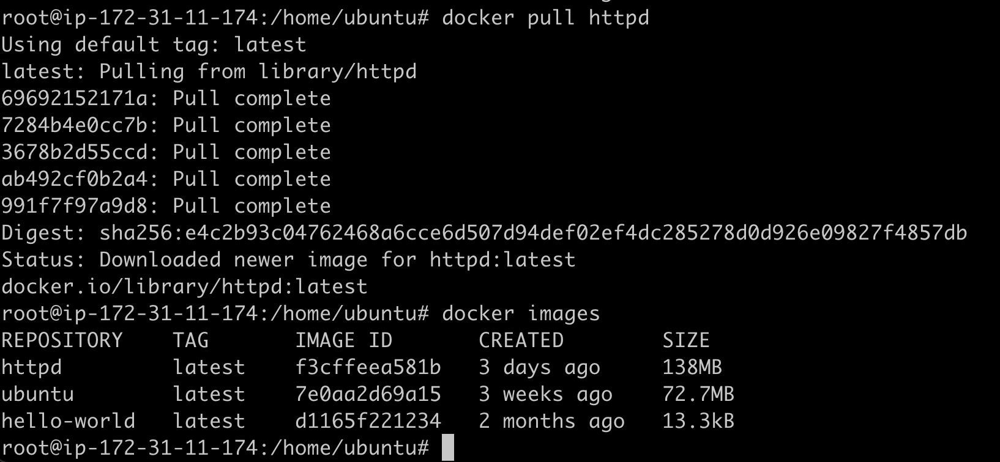 root@ip-172-31-11-174:/home/ubuntu# docker pull httpd
Using default tag: latest
latest: Pulling from library/httpd
69692152171a: Pull complete
7284b4e0cc7b: Pull complete
3678b2d55ccd: Pull complete
ab492cf0b2a4: Pull complete
991f7f97a9d8: Pull complete
Digest: sha256:e4c2b93c04762468a6cce6d507d94def02ef4dc285278d0d926e09827f4857db
Status: Downloaded newer image for httpd:latest
docker.io/library/httpd:latest
root@ip-172-31-11-174:/home/ubuntu# docker images
REPOSITORY    TAG       IMAGE ID       CREATED        SIZE
httpd         latest    f3cffeea581b   3 days ago     138MB
ubuntu        latest    7e0aa2d69a15   3 weeks ago    72.7MB
hello-world   latest    d1165f221234   2 months ago   13.3kB
root@ip-172-31-11-174:/home/ubuntu#